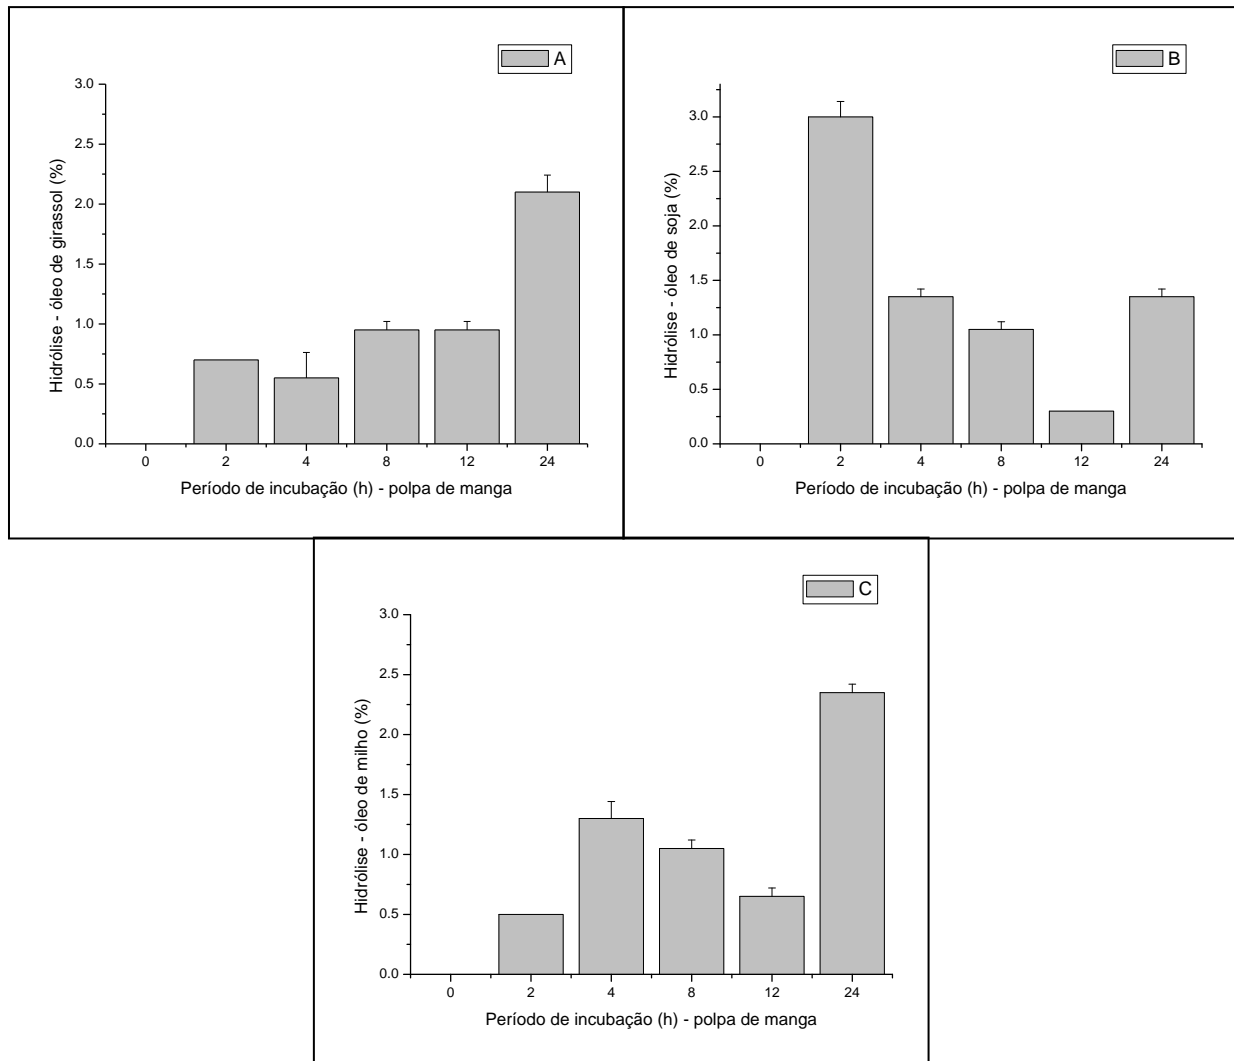 A
3.0
2.5
2.0
1.5
1.0
0.5
0.0
Hidrólise - óleo de girassol (%)
0 2 4 8 12 24
Período de incubação (h) - polpa de manga
B
3.0
2.5
2.0
1.5
1.0
0.5
0.0
Hidrólise - óleo de soja (%)
0 2 4 8 12 24
Período de incubação (h) - polpa de manga
C
3.0
2.5
2.0
1.5
1.0
0.5
0.0
Hidrólise - óleo de milho (%)
0 2 4 8 12 24
Período de incubação (h) - polpa de manga